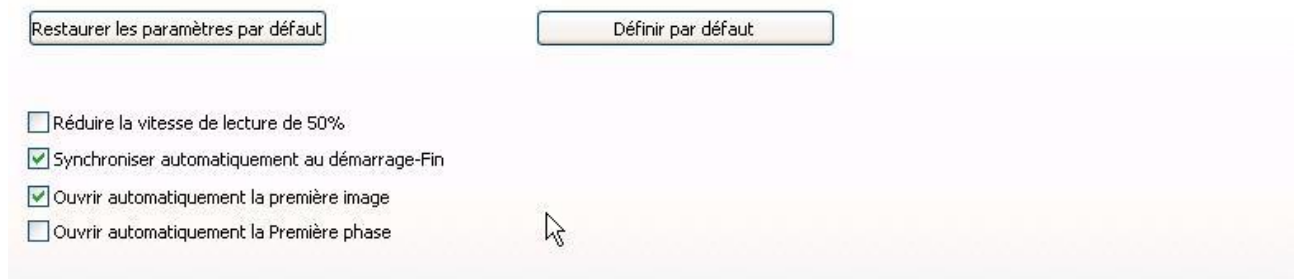 Restaurer les paramètres par défaut
Définir par défaut
Réduire la vitesse de lecture de 50%
Synchroniser automatiquement au démarrage-Fin
Ouvrir automatiquement la première image
Ouvrir automatiquement la Première phase